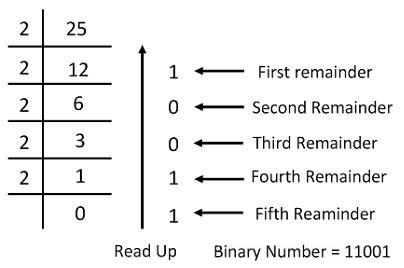 2 25
2 12 1 First remainder
2 6 0 Second Remainder
2 3 0 Third Remainder
2 1 1 Fourth Remainder
0 1 Fifth Reaminder
Read Up Binary Number = 11001